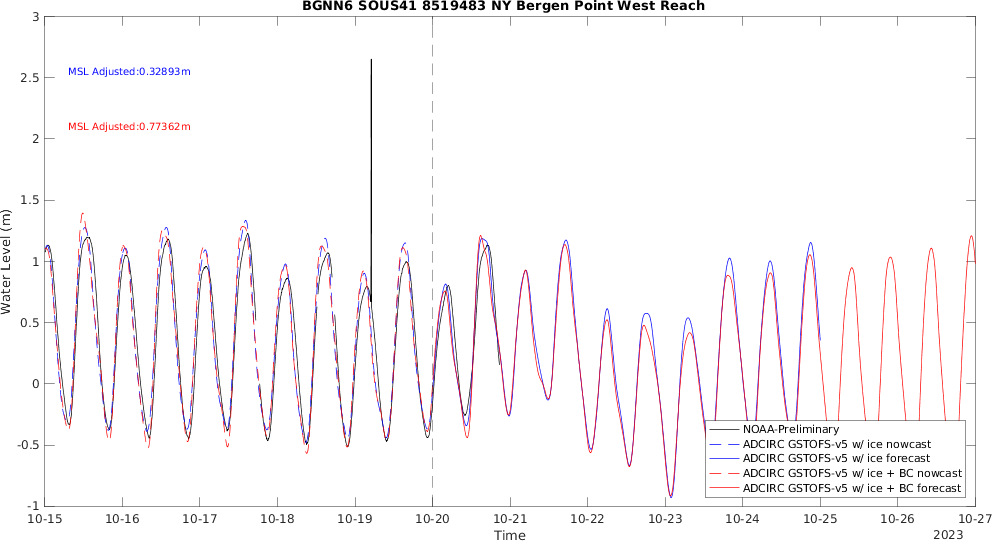 BGNN6 SOUS41 8519483 NY Bergen Point West Reach
3
2.5
2
1.5
1
0.5
0
-0.5
-1
Water Level (m)
MSL Adjusted:0.32893m
MSL Adjusted:0.77362m
NOAA-Preliminary
ADCIRC GSTOFS-v5 w/ ice nowcast
ADCIRC GSTOFS-v5 w/ ice forecast
ADCIRC GSTOFS-v5 w/ ice + BC nowcast
ADCIRC GSTOFS-v5 w/ ice + BC forecast
10-15 10-16 10-17 10-18 10-19 10-20 10-21 10-22 10-23 10-24 10-25 10-26 10-27
Time
2023